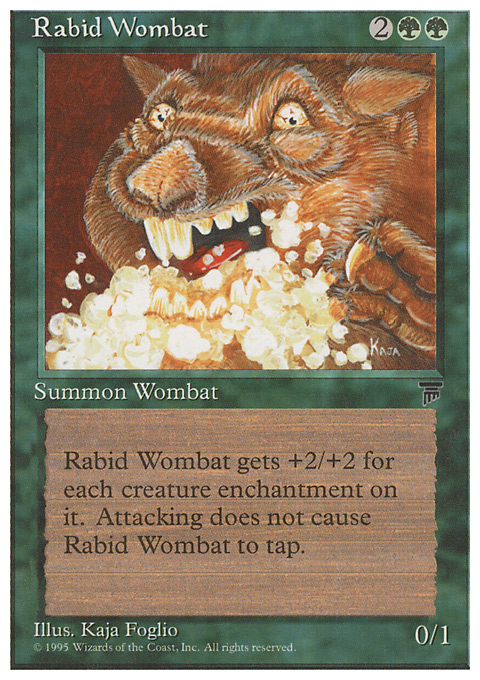 Rabid Wombat 2
KAJA
Summon Wombat
Rabid Wombat gets +2/+2 for
each creature enchantment on
it. Attacking does not cause
Rabid Wombat to tap.
Illus. Kaja Foglio
© 1995 Wizards of the Coast, Inc. All rights reserved.
0/1